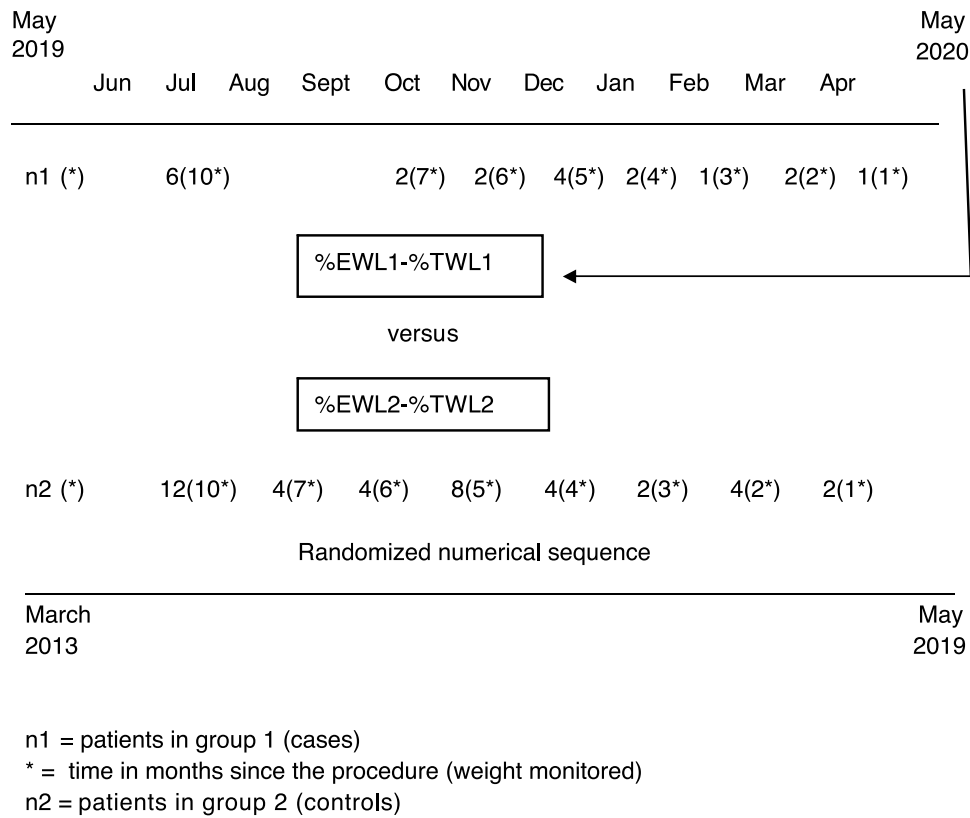 May
2019
May
2020
Jun Jul Aug Sept Oct Nov Dec Jan Feb Mar Apr
n1 (*) 6(10*) 2(7*) 2(6*) 4(5*) 2(4*) 1(3*) 2(2*) 1(1*)
%EWL1-%TWL1
versus
%EWL2-%TWL2
n2 (*) 12(10*) 4(7*) 4(6*) 8(5*) 4(4*) 2(3*) 4(2*) 2(1*)
Randomized numerical sequence
March
2013
May
2019
n1 = patients in group 1 (cases)
* = time in months since the procedure (weight monitored)
n2 = patients in group 2 (controls)